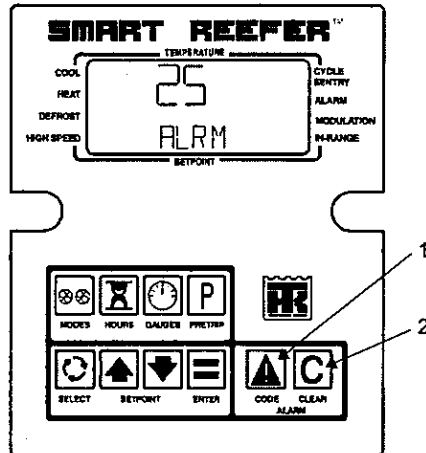 SMART REEFER™
TEMPERATURE
COOL
HEAT
DEFROST
HIGH SPEED
25
ALRM
CYCLE
SENTRY
ALARM
MODULATION
IN-RANGE
SETPOINT
P
MODES HOURS GAUGES PRETRIP
TK
C
SELECT SETPOINT ENTER
CODE CLEAR
ALARM
1
2